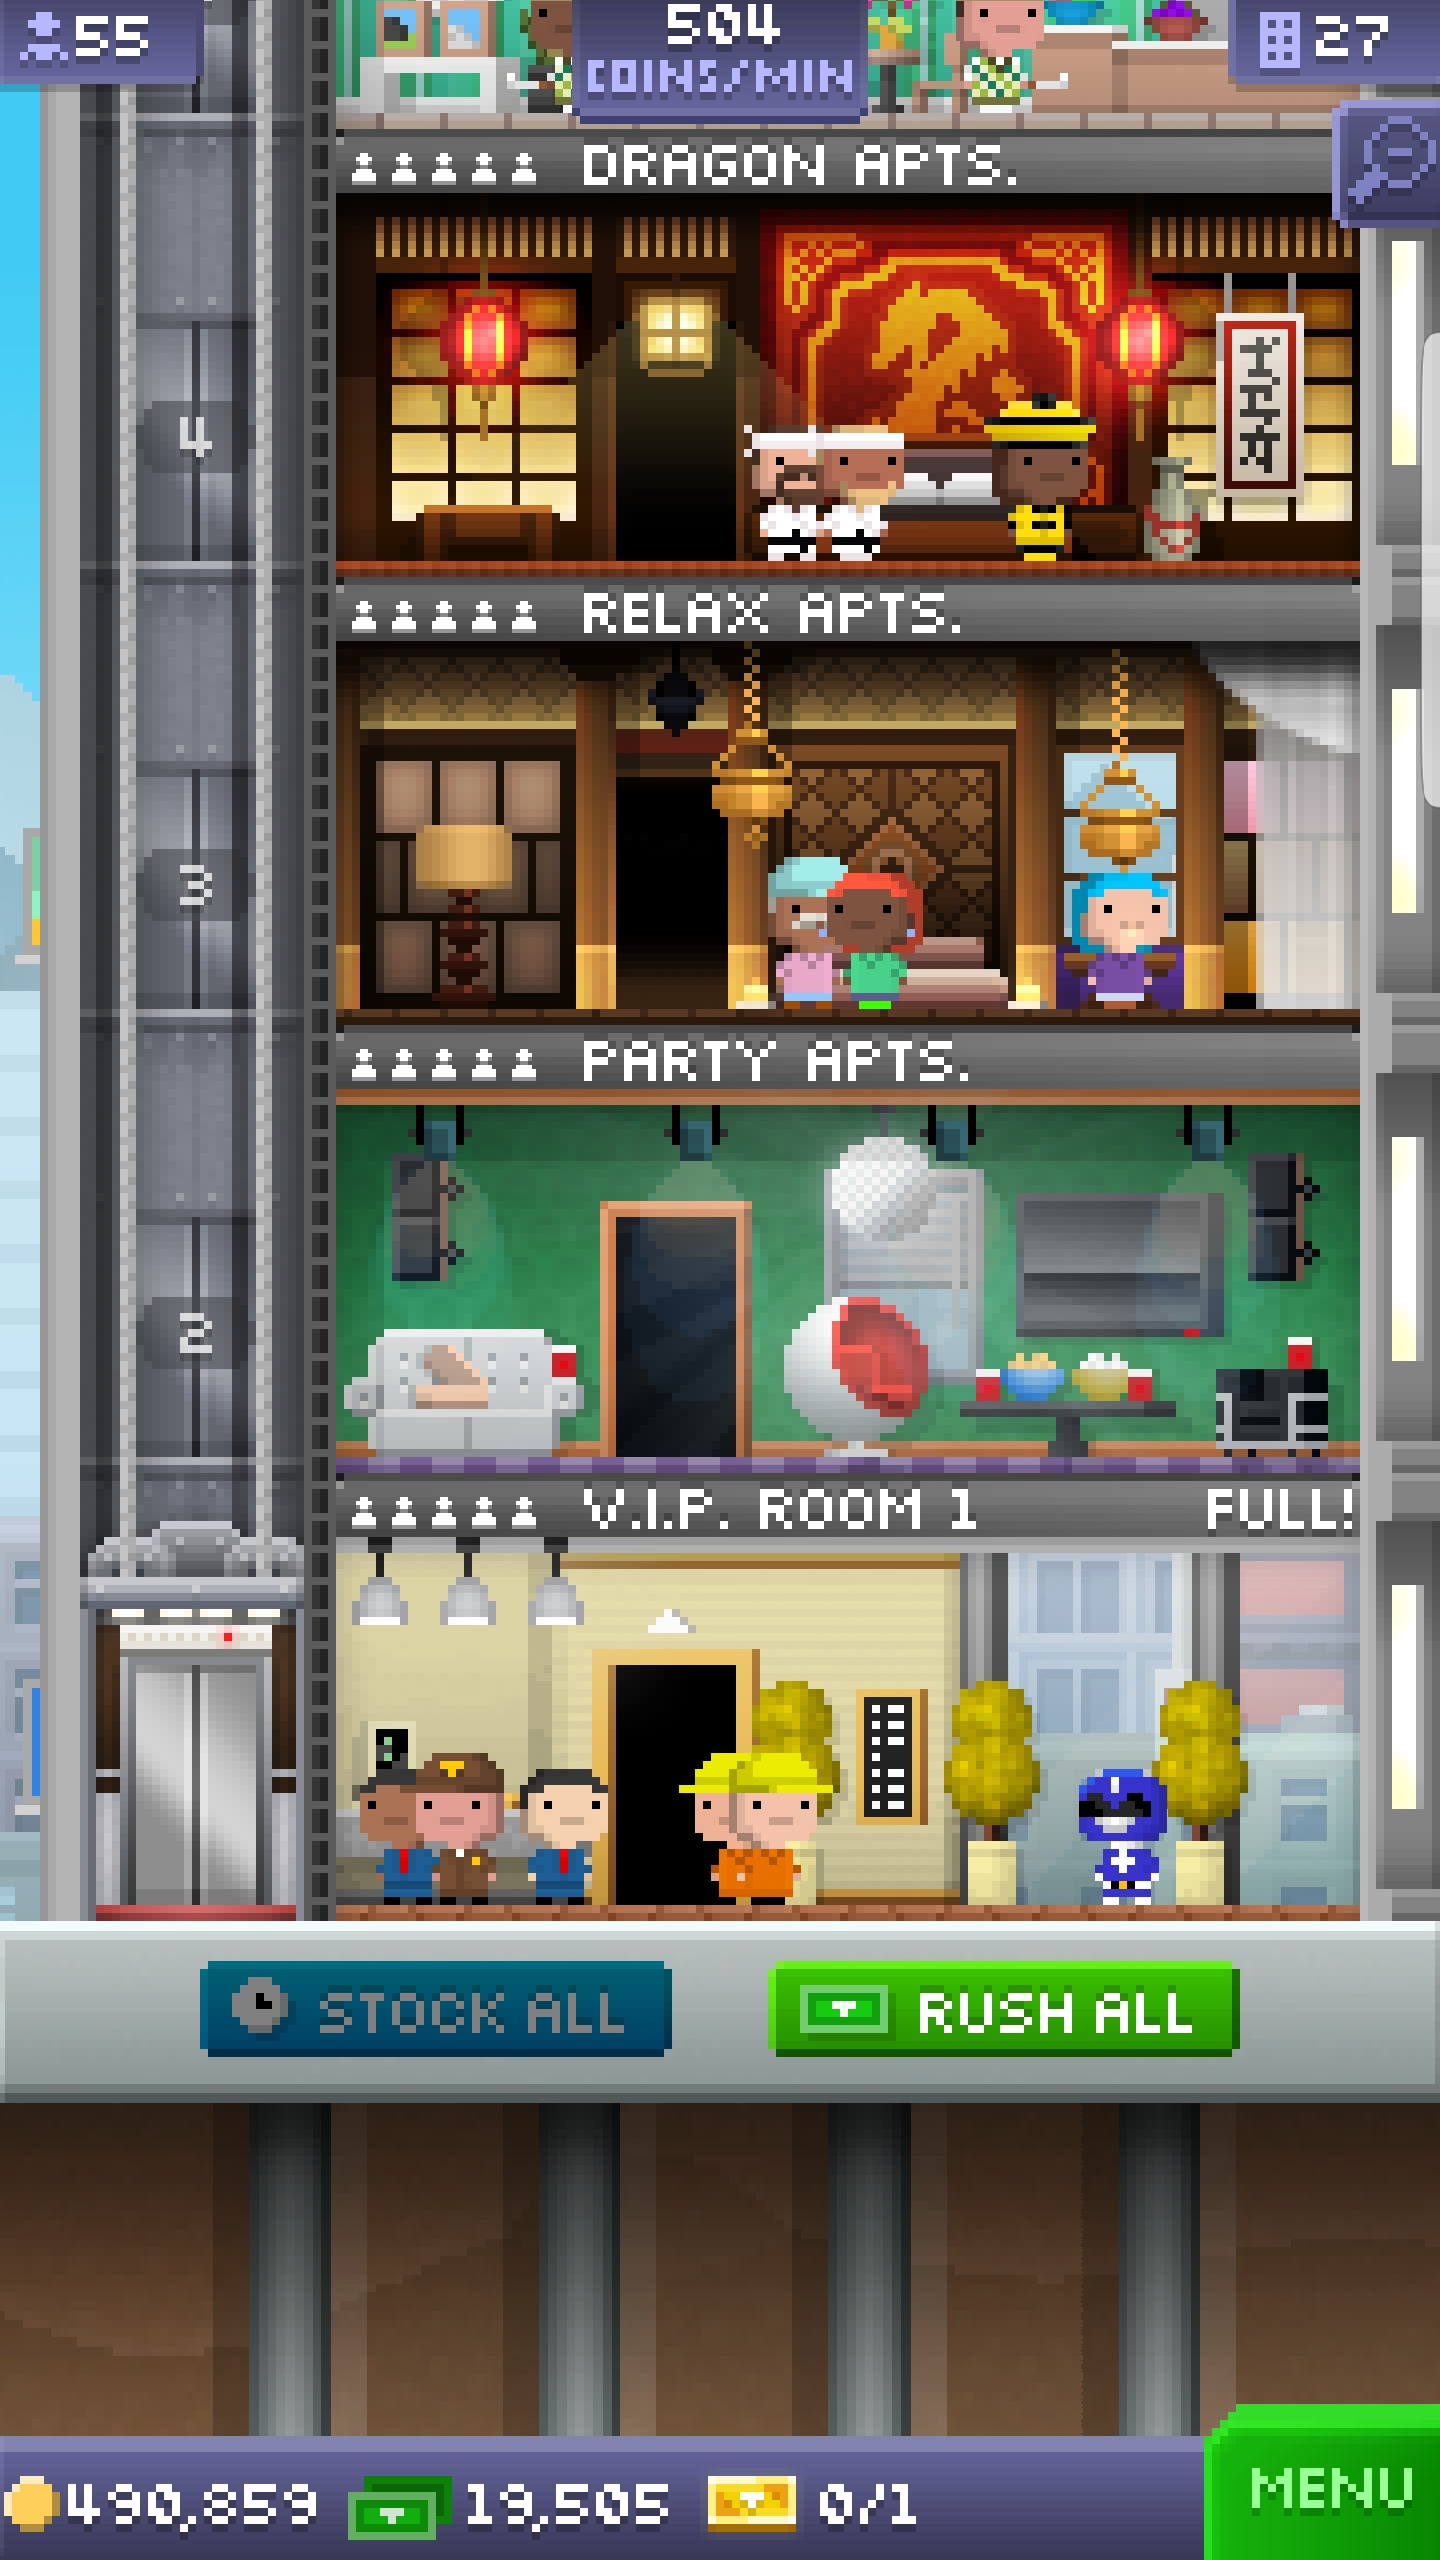 55
504
COINS/MIN
27
DRAGON APTS.
4
RELAX APTS.
3
PARTY APTS.
2
V.I.P. ROOM 1 FULL!
STOCK ALL
RUSH ALL
490,859
19,505
0/1
MENU